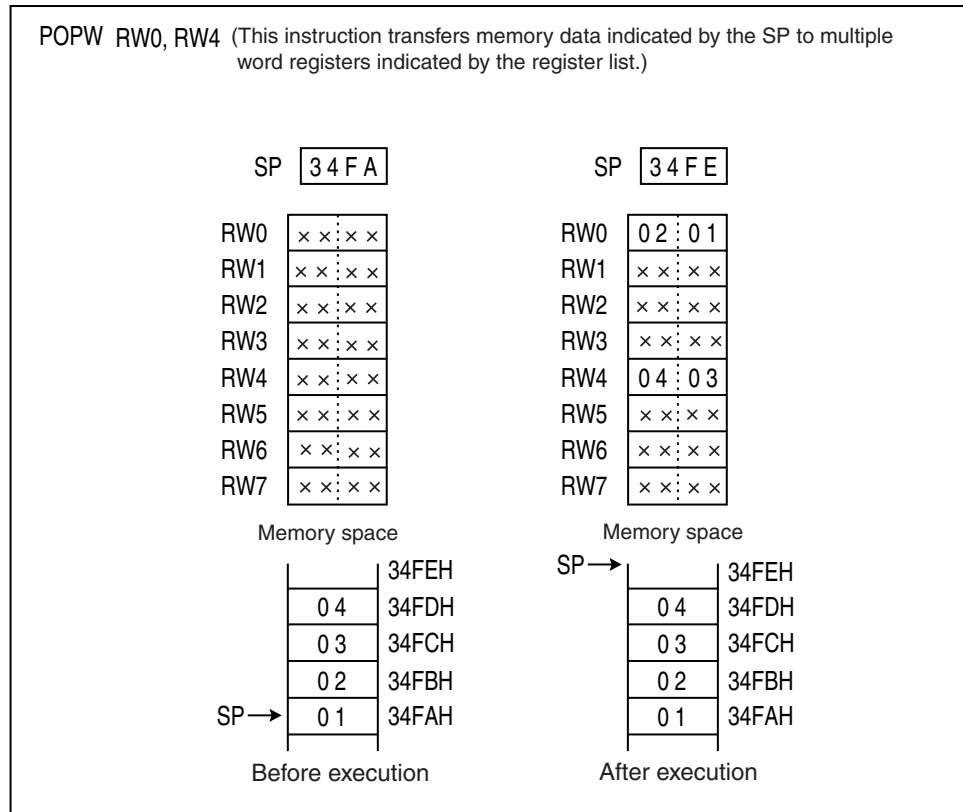 POPW RW0, RW4 (This instruction transfers memory data indicated by the SP to multiple
word registers indicated by the register list.)
SP 34FA
RW0 ×× ××
RW1 ×× ××
RW2 ×× ××
RW3 ×× ××
RW4 ×× ××
RW5 ×× ××
RW6 ×× ××
RW7 ×× ××
Memory space
34FEH
04 34FDH
03 34FCH
02 34FBH
SP 01 34FAH
Before execution
SP 34FE
RW0 02 01
RW1 ×× ××
RW2 ×× ××
RW3 ×× ××
RW4 04 03
RW5 ×× ××
RW6 ×× ××
RW7 ×× ××
Memory space
SP 34FEH
04 34FDH
03 34FCH
02 34FBH
01 34FAH
After execution